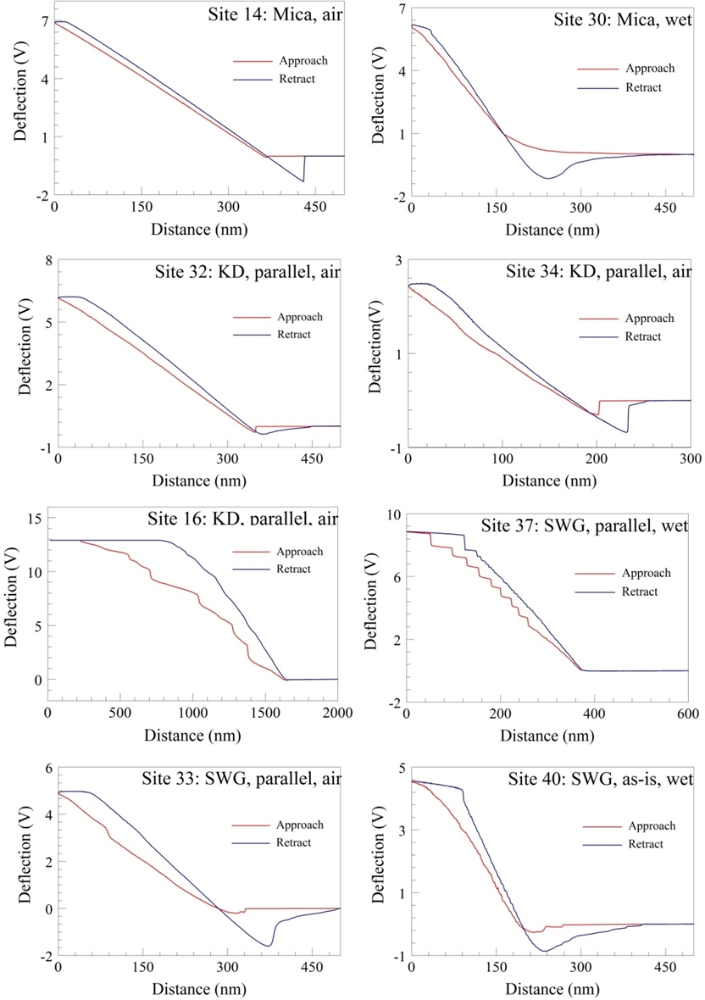 Site 14: Mica, air
7
4
1
-2
Deflection (V)
Approach
Retract
0
150
300
450
Distance (nm)
Site 30: Mica, wet
7
4
1
-2
Deflection (V)
Approach
Retract
0
150
300
450
Distance (nm)
Site 32: KD, parallel, air
8
5
2
-1
Deflection (V)
Approach
Retract
0
150
300
450
Distance (nm)
Site 34: KD, parallel, air
3
1
-1
Deflection(V)
Approach
Retract
0
100
200
300
Distance (nm)
Site 16: KD, parallel, air
15
10
5
0
Deflection (V)
Approach
Retract
0
500
1000
1500
2000
Distance (nm)
Site 37: SWG, parallel, wet
10
6
2
-2
Deflection (V)
Approach
Retract
0
200
400
600
Distance (nm)
Site 33: SWG, parallel, air
6
4
2
0
-2
Deflection (V)
Approach
Retract
0
150
300
450
Distance (nm)
Site 40: SWG, as-is, wet
5
3
1
-1
Deflection (V)
Approach
Retract
0
150
300
450
Distance (nm)